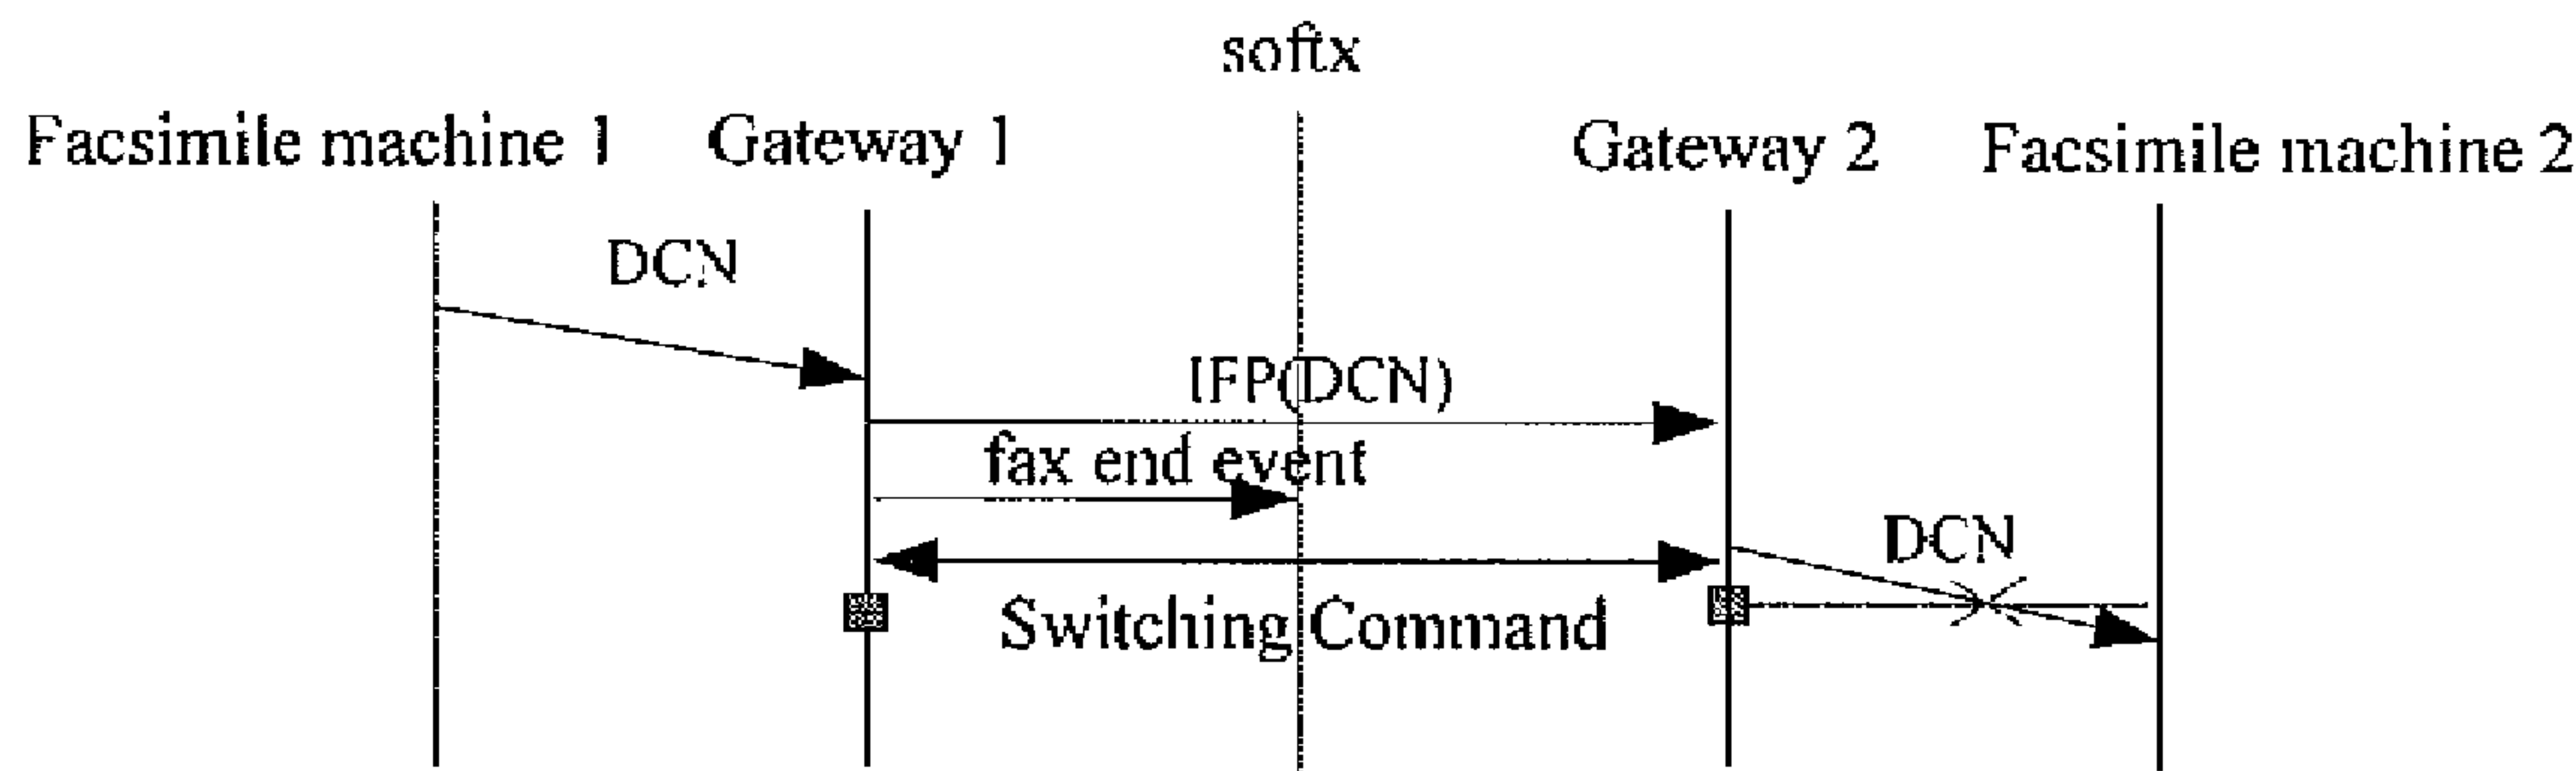 softx
Facsimile machine 1
Gateway 1
Gateway 2
Facsimile machine 2
DCN
IFP(DCN)
fax end event
DCN
Switching Command